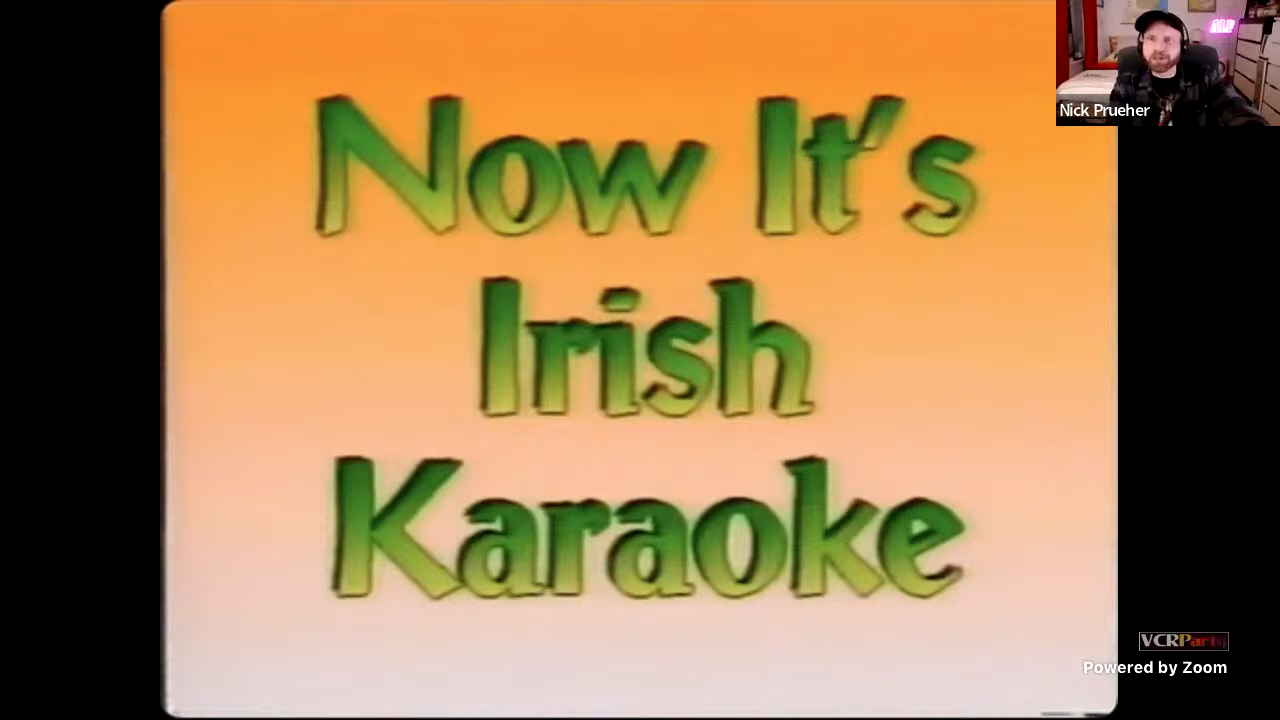 Now It's
Irish
Karaoke
Nick Prueher
VCRParty
Powered by Zoom